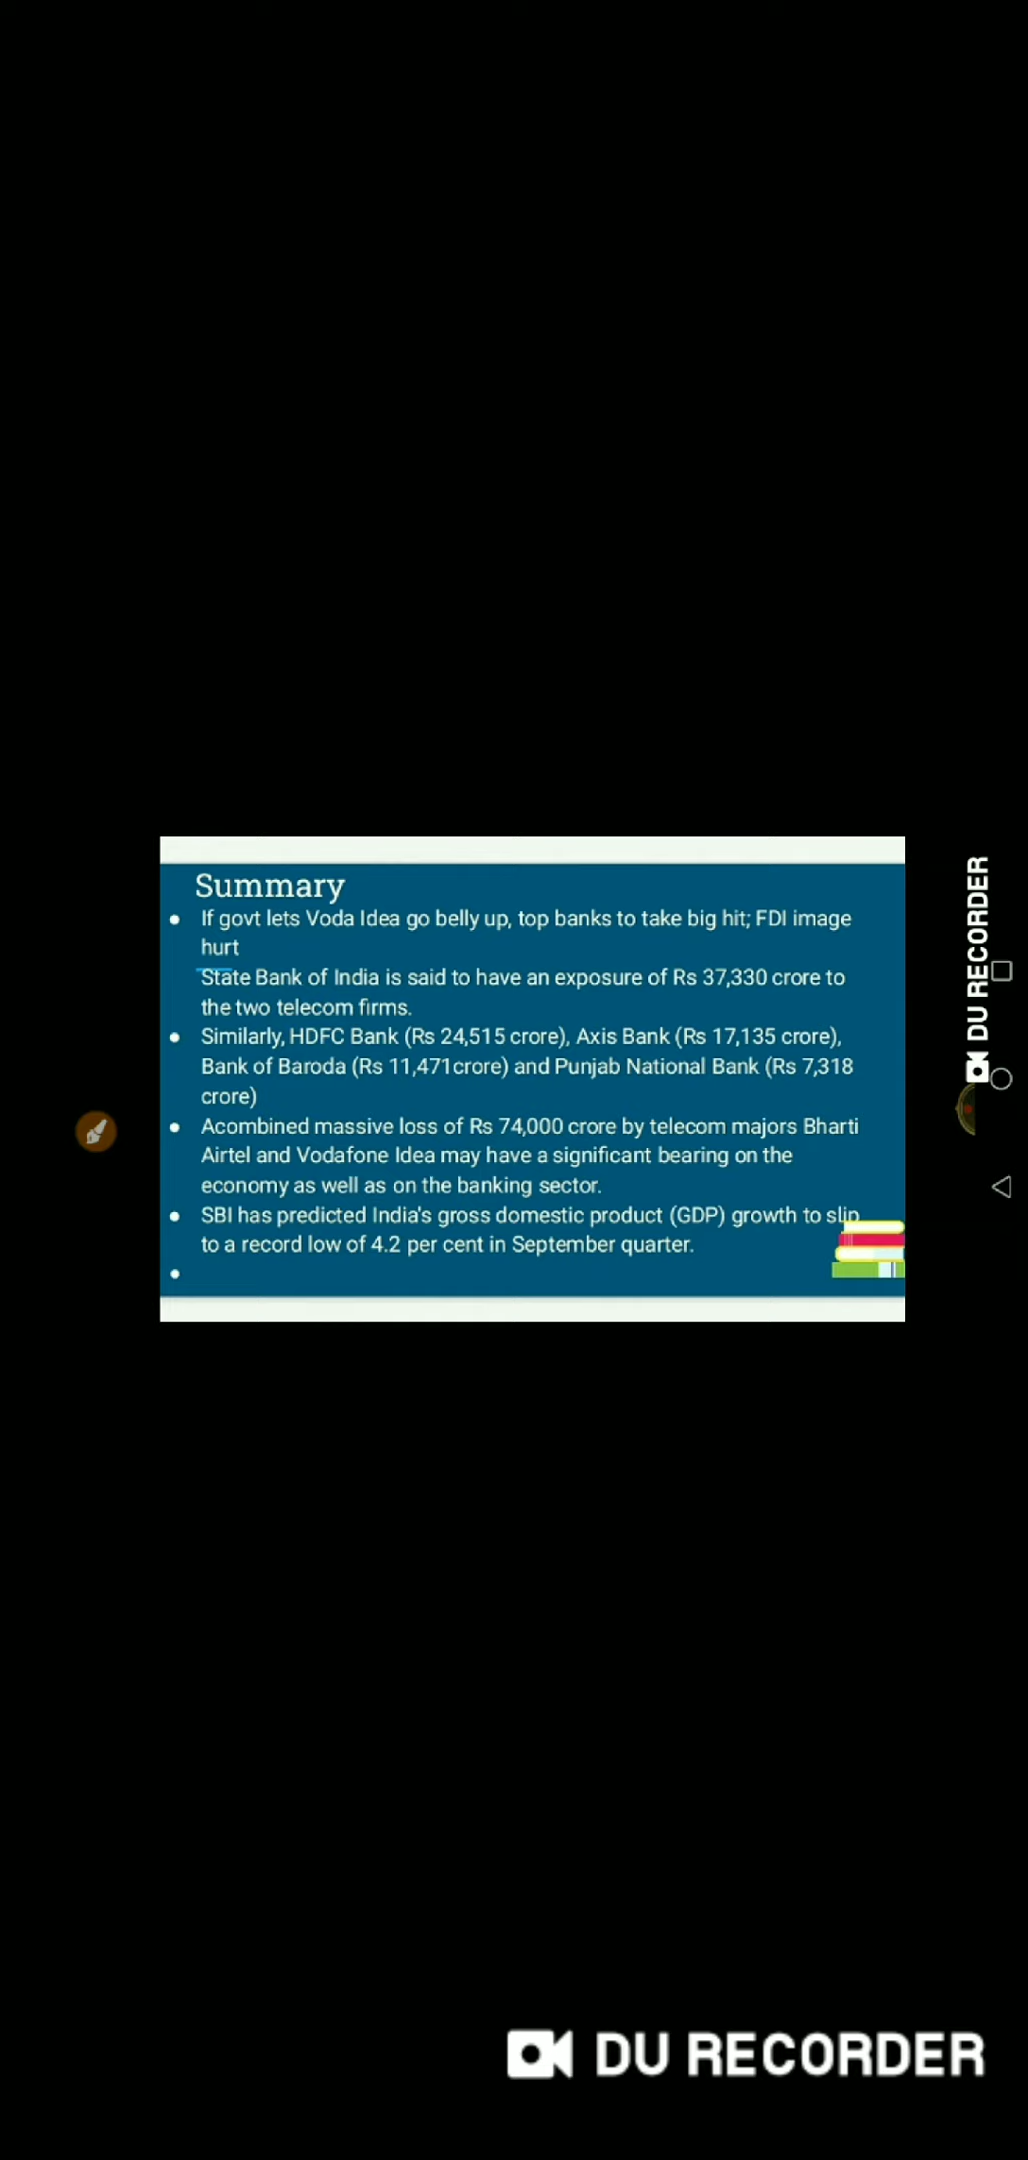 Summary
If govt lets Voda Idea go belly up, top banks to take big hit; FDI image
hurt
State Bank of India is said to have an exposure of Rs 37,330 crore to
the two telecom firms.
Similarly, HDFC Bank (Rs 24,515 crore), Axis Bank (Rs 17,135 crore),
Bank of Baroda (Rs 11,471crore) and Punjab National Bank (Rs 7,318
crore)
Acombined massive loss of Rs 74,000 crore by telecom majors Bharti
Airtel and Vodafone Idea may have a significant bearing on the
economy as well as on the banking sector.
SBI has predicted India's gross domestic product (GDP) growth to slip
to a record low of 4.2 per cent in September quarter.
DU RECORDER
DU RECORDER